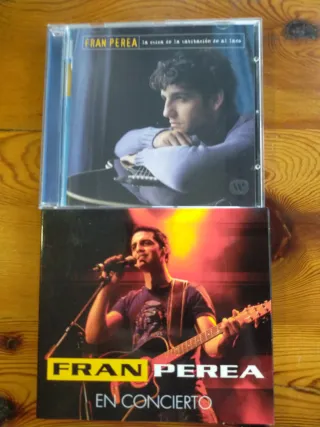 FRAN PEREA la chica de la habitación de al lado
FRAN PEREA
EN CONCIERTO